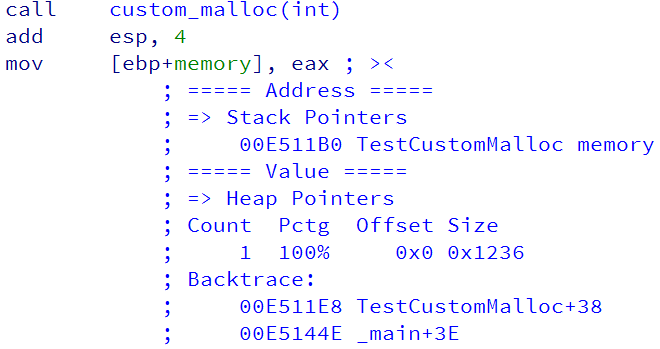 call    custom_malloc(int)
add     esp, 4
mov     [ebp+memory], eax ; ><
            ; ===== Address =====
            ; => Stack Pointers
            ;     00E511B0 TestCustomMalloc memory
            ; ===== Value =====
            ; => Heap Pointers
            ; Count  Pctg  Offset Size
            ;     1  100%     0x0 0x1236
            ; Backtrace:
            ;     00E511E8 TestCustomMalloc+38
            ;     00E5144E _main+3E